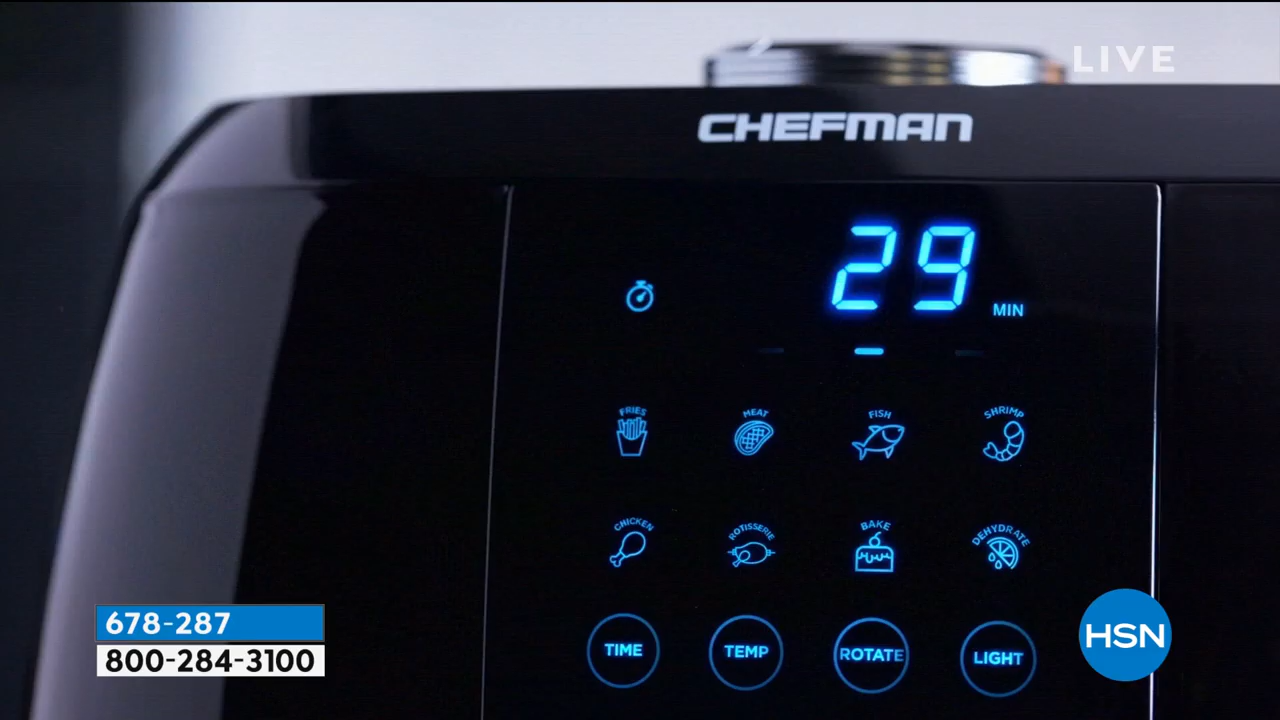 LIVE
CHEFMAN
29
MIN
FRIES
MEAT
FISH
SHRIMP
CHICKEN
ROTISSERIE
BAKE
DEHYDRATE
TIME
TEMP
ROTATE
LIGHT
678-287
800-284-3100
HSN